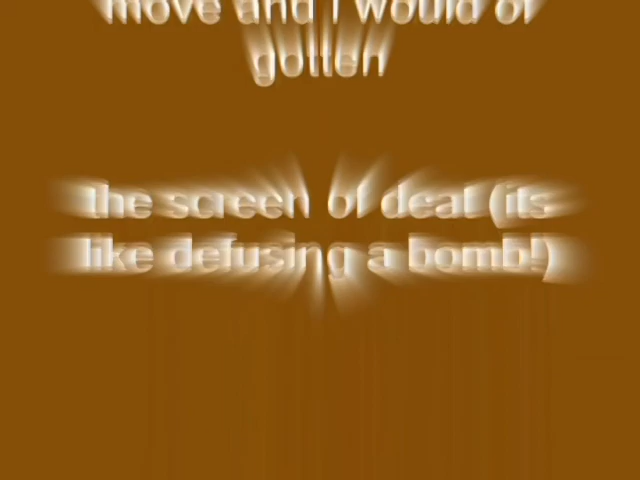 move and i would of
gotten
the screen of deat (its
like defusing a bomb!)